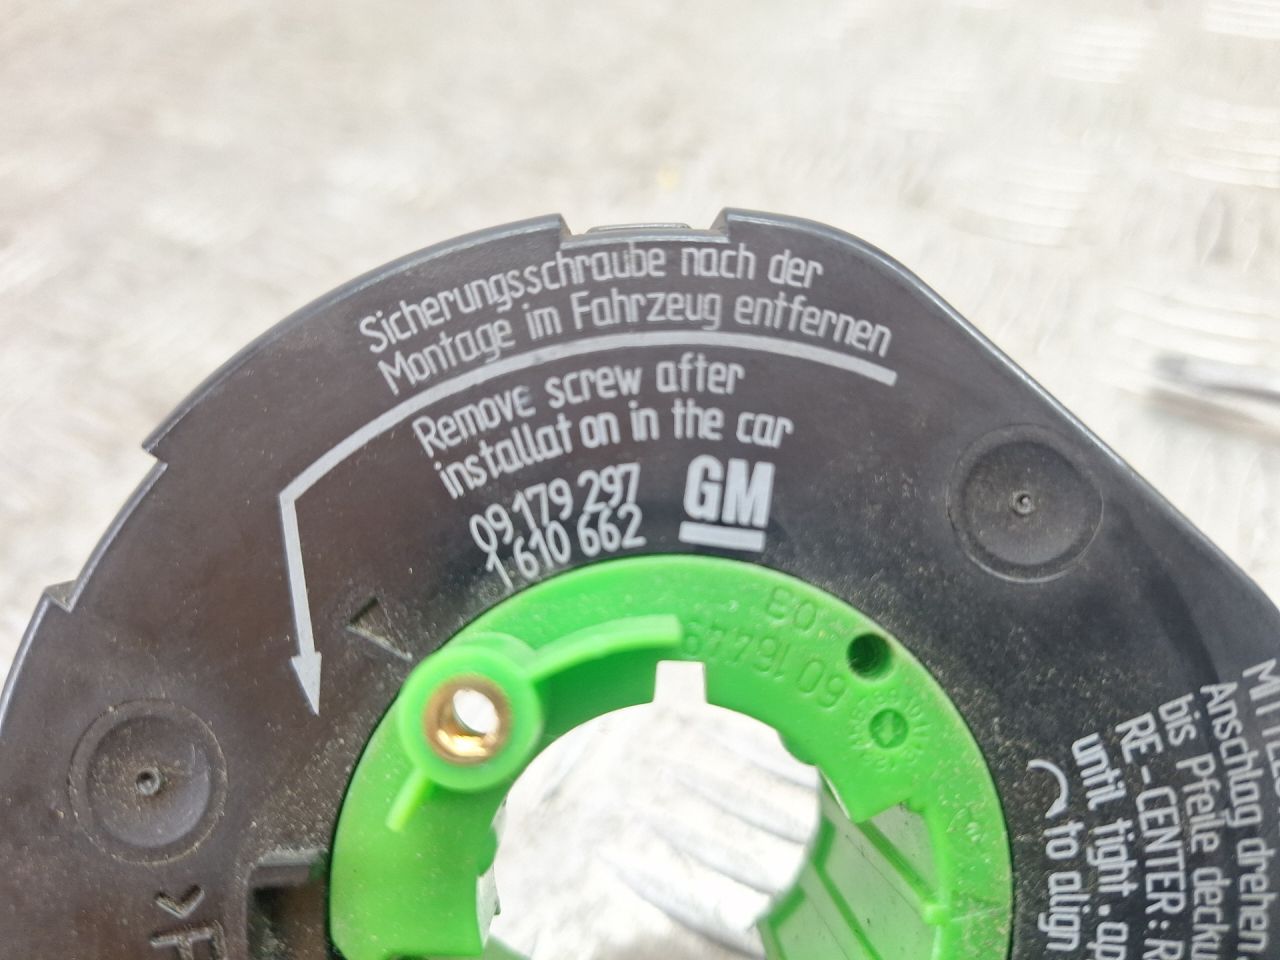 Sicherungsschraube nach der
Montage im Fahrzeug entfernen
Remove screw after
installat on in the car
09 179 297
1 610 662
GM
Anschlag drehen
bis Pfeile
RE-CENTER:
until tight.
to align